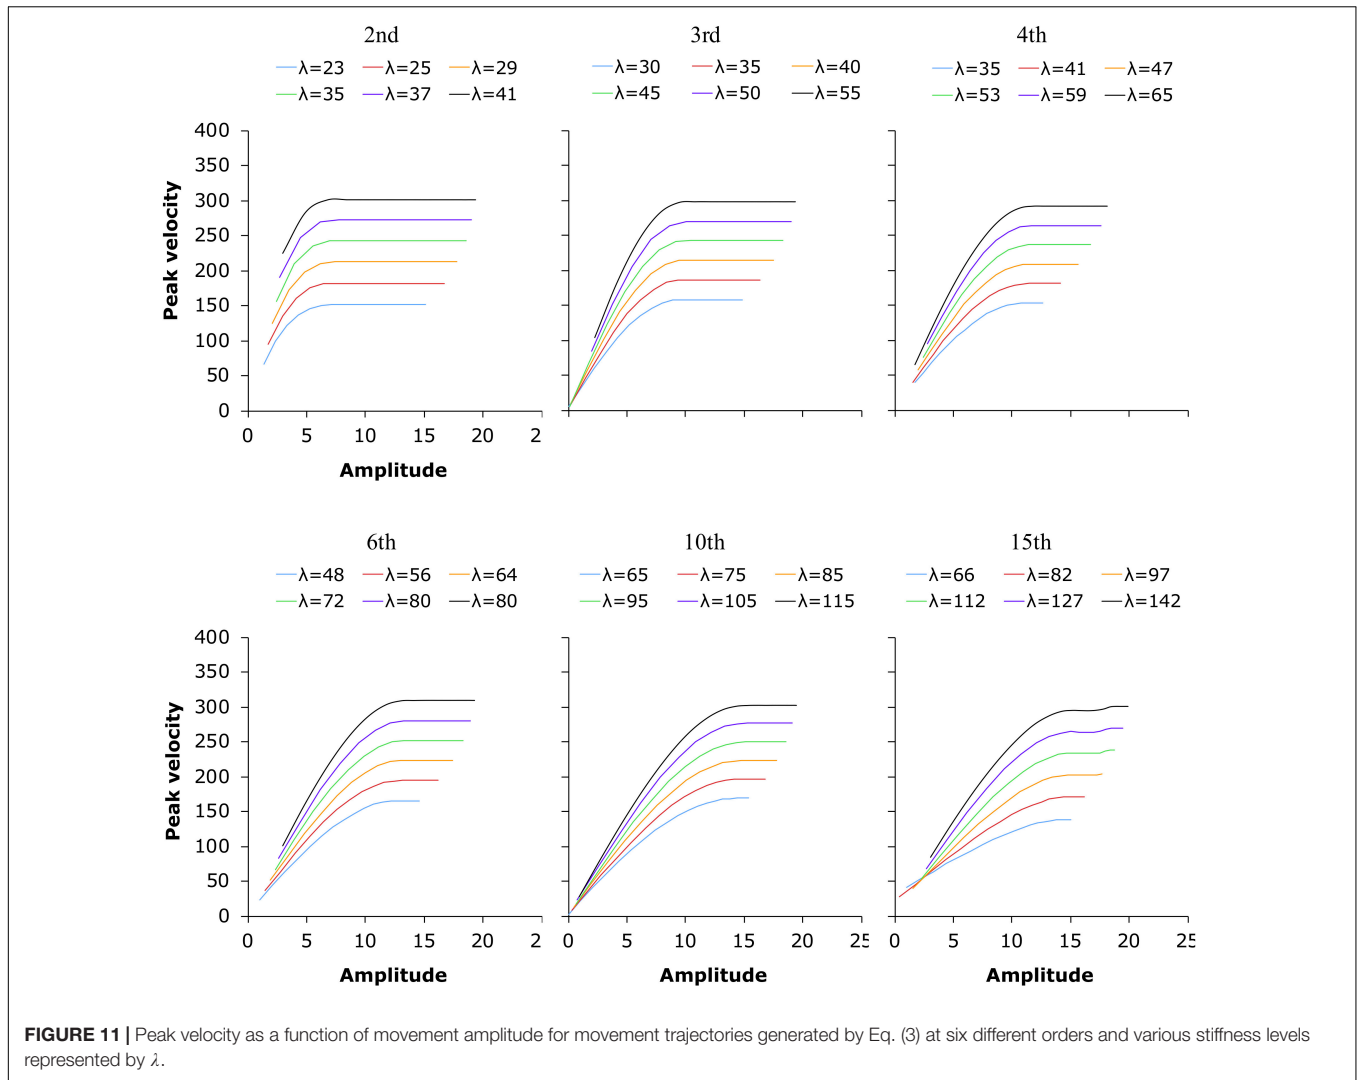 2nd
λ=23 λ=25 λ=29
λ=35 λ=37 λ=41
400
350
300
250
200
150
100
50
0
Peak velocity
0 5 10 15 20 2
Amplitude
3rd
λ=30 λ=35 λ=40
λ=45 λ=50 λ=55
4th
λ=35 λ=41 λ=47
λ=53 λ=59 λ=65
6th
λ=48 λ=56 λ=64
λ=72 λ=80 λ=80
400
350
300
250
200
150
100
50
0
Peak velocity
0 5 10 15 20 2
Amplitude
10th
λ=65 λ=75 λ=85
λ=95 λ=105 λ=115
0 5 10 15 20 25
Amplitude
15th
λ=66 λ=82 λ=97
λ=112 λ=127 λ=142
0 5 10 15 20 25
Amplitude
FIGURE 11 | Peak velocity as a function of movement amplitude for movement trajectories generated by Eq. (3) at six different orders and various stiffness levels
represented by λ.